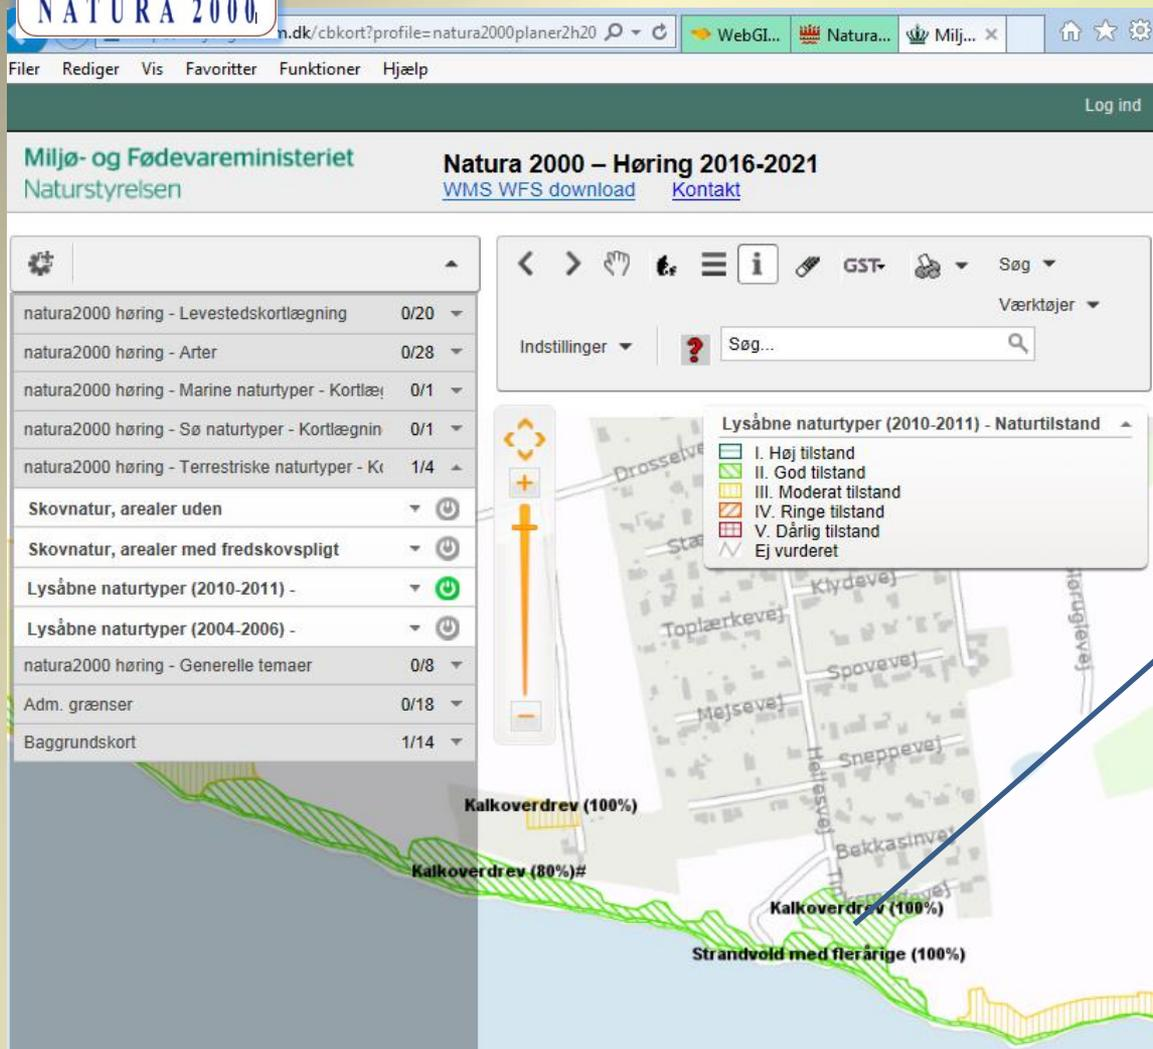 NATURA 2000
m.dk/cbkort?profile=natura2000planer2h20
WebGI...
Natura...
Milj...
Filer Rediger Vis Favoritter Funktioner Hjælp
Log ind
Miljø- og Fødevareministeriet
Naturstyrelsen
Natura 2000 – Høring 2016-2021
WMS WFS download Kontakt
GST
Søg
Værktøjer
Indstillinger
?
Søg...
natura2000 høring - Levestedskortlægning 0/20
natura2000 høring - Arter 0/28
natura2000 høring - Marine naturtyper - Kortlæg 0/1
natura2000 høring - Sø naturtyper - Kortlægnin 0/1
natura2000 høring - Terrestriske naturtyper - Ko 1/4
Skovnatur, arealer uden
Skovnatur, arealer med fredskovspligt
Lysåbne naturtyper (2010-2011) -
Lysåbne naturtyper (2004-2006) -
natura2000 høring - Generelle temaer 0/8
Adm. grænser 0/18
Baggrundskort 1/14
Lysåbne naturtyper (2010-2011) - Naturtilstand
I. Høj tilstand
II. God tilstand
III. Moderat tilstand
IV. Ringe tilstand
V. Dårlig tilstand
Ej vurderet
Drosselve
Stæ
Klydevej
Toplærkevej
Spovevej
Mejsevej
Sneppevej
Bekkasinvej
Kalkoverdrev (100%)
Kalkoverdrev (80%)#
Kalkoverdrev (100%)
Strandvold med flerårige (100%)